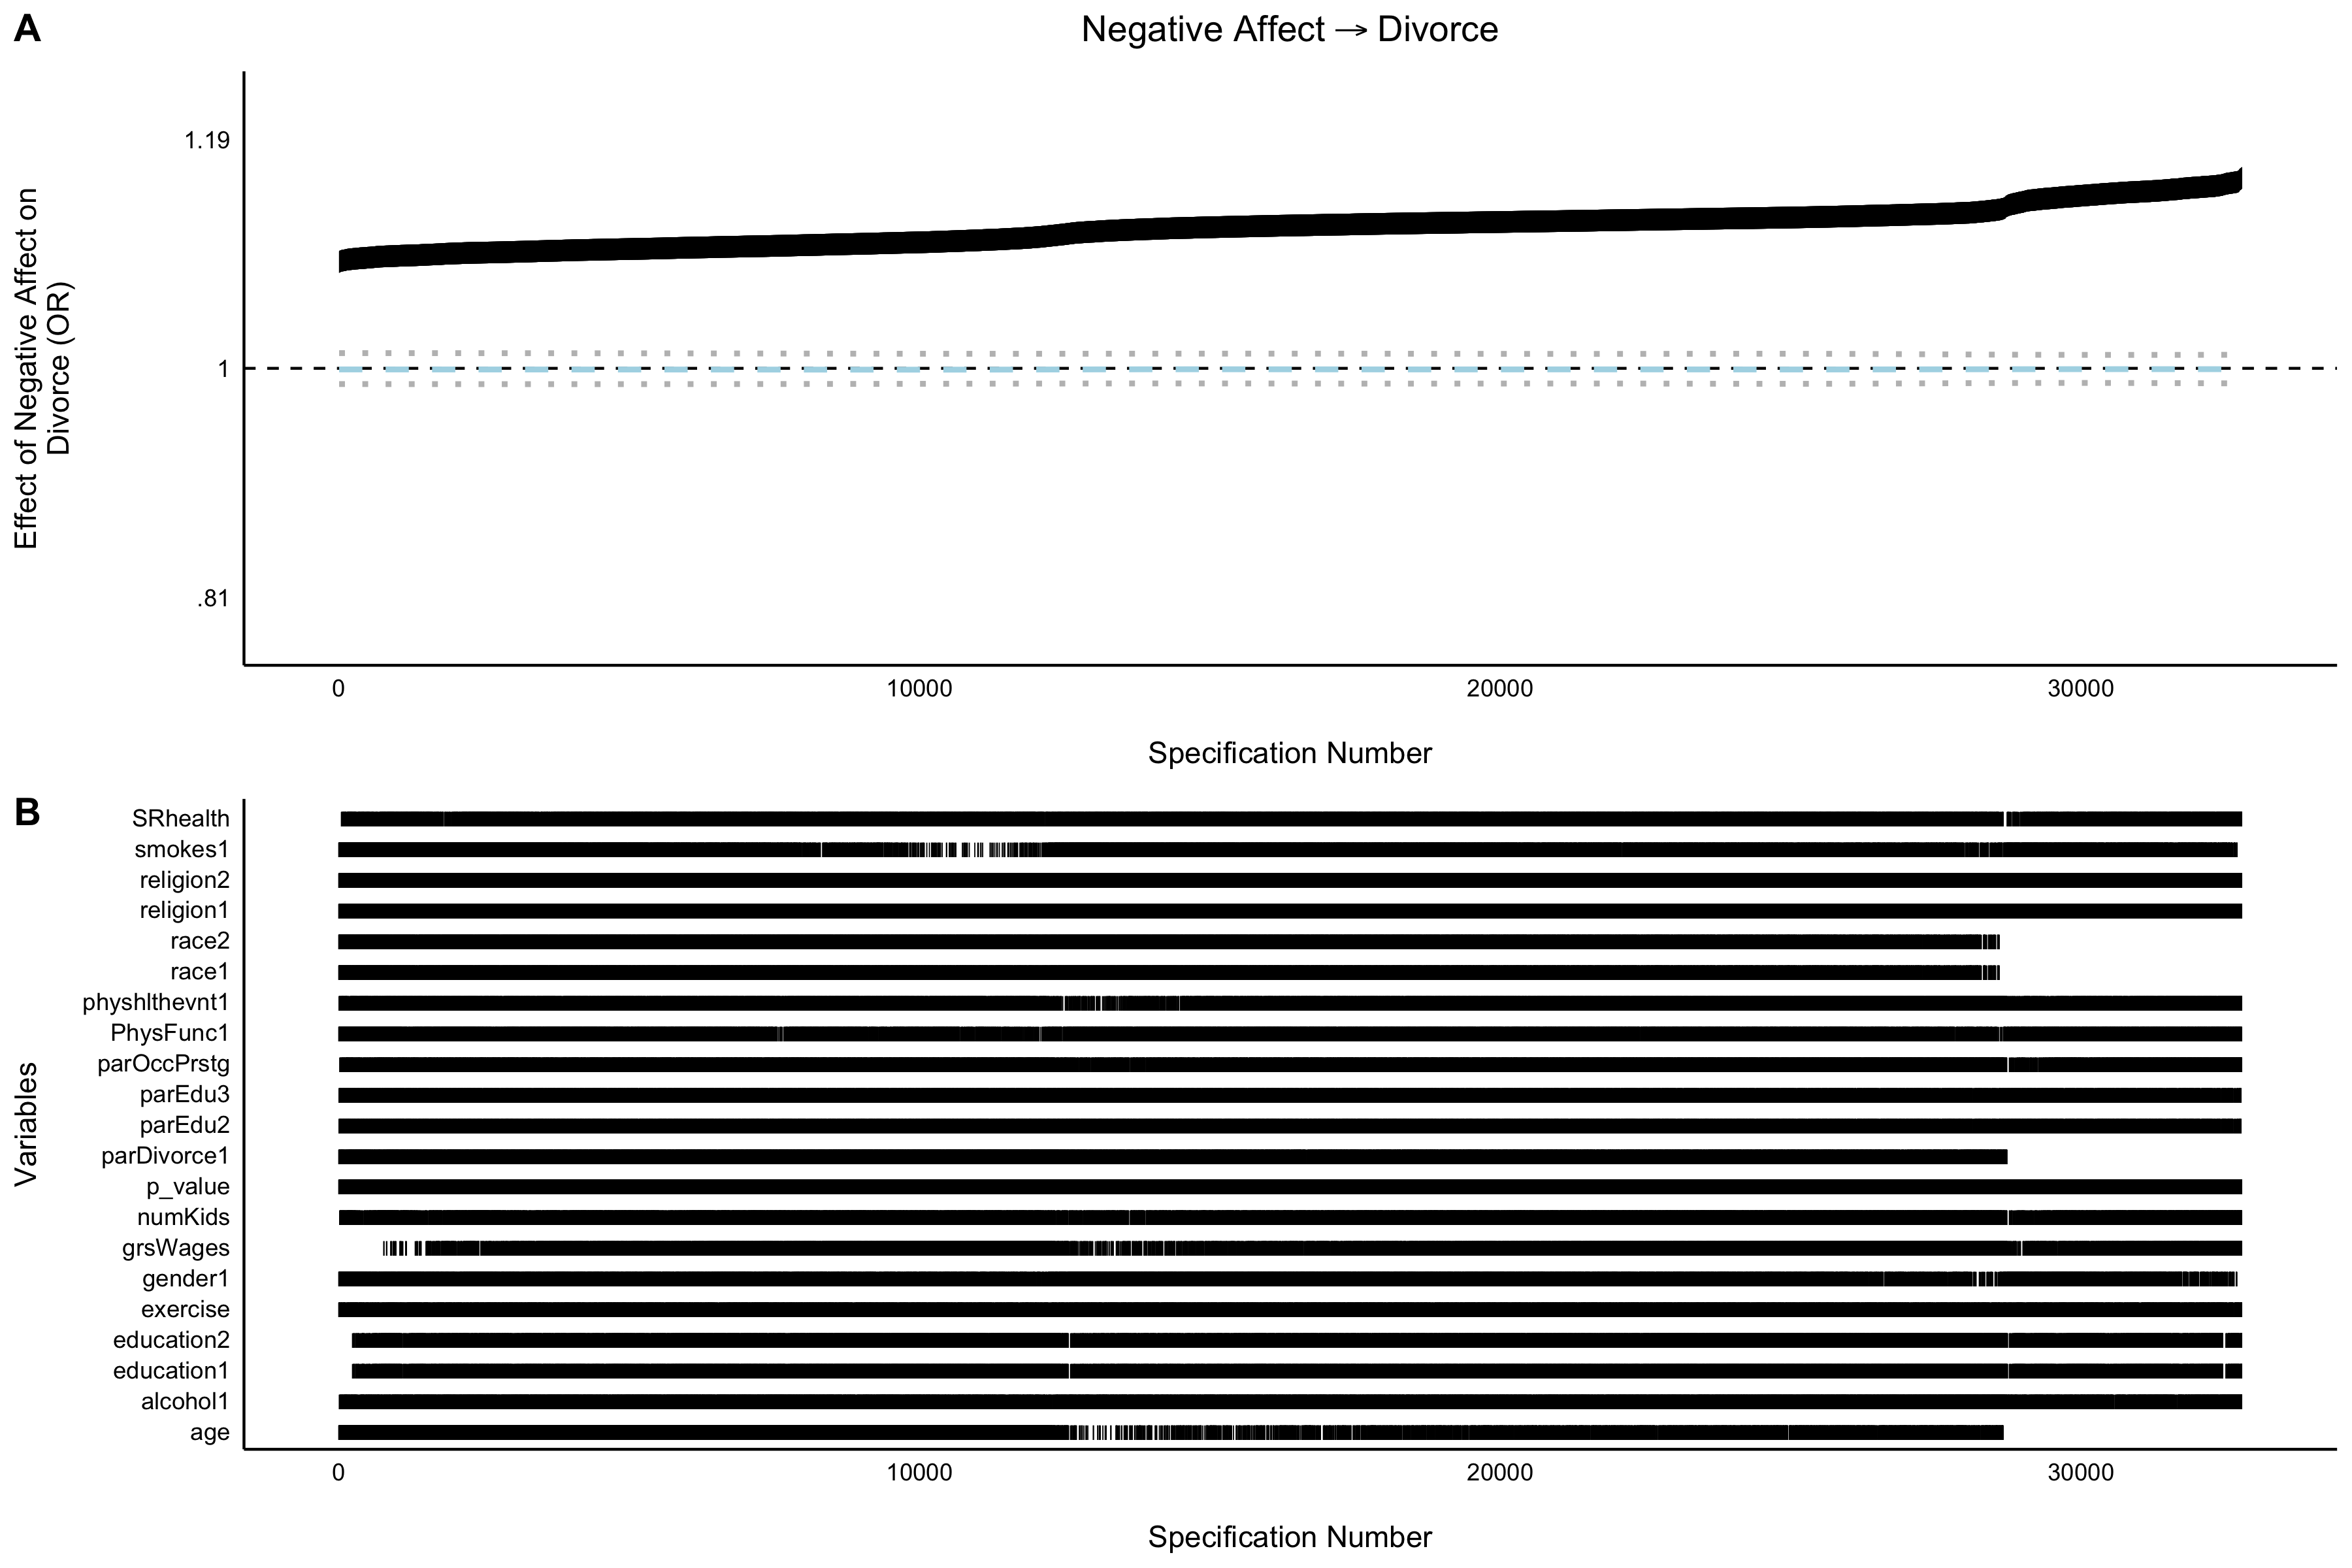 A
Negative Affect → Divorce
Effect of Negative Affect on
Divorce (OR)
1.19
1
.81
0 10000 20000 30000
Specification Number
B
Variables
SRhealth
smokes1
religion2
religion1
race2
race1
physhlthevnt1
PhysFunc1
parOccPrstg
parEdu3
parEdu2
parDivorce1
p_value
numKids
grsWages
gender1
exercise
education2
education1
alcohol1
age
0 10000 20000 30000
Specification Number